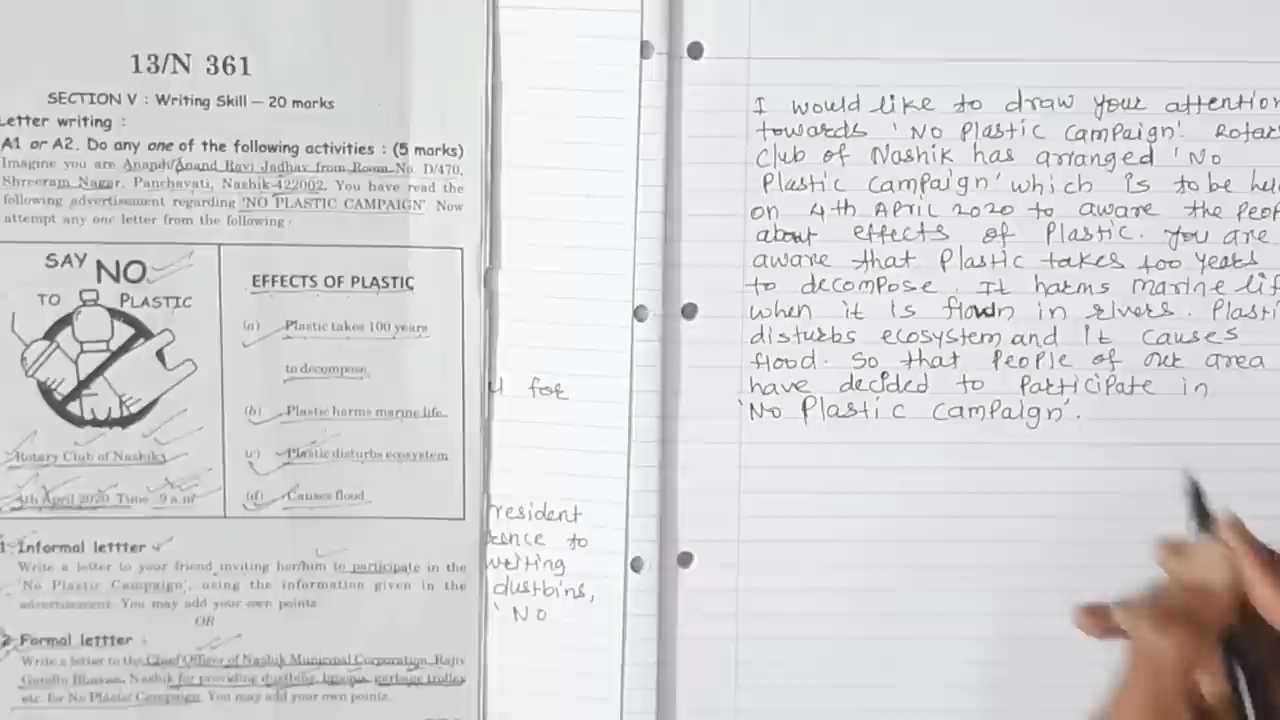 13/N 361
SECTION V : Writing Skill – 20 marks
Letter writing :
A1 or A2. Do any one of the following activities : (5 marks)
Imagine you are Anandi/Anand Ravi Jadhav from Room No. D/470,
Shreeram Nagar, Panchavati, Nashik-422002. You have read the
following advertisement regarding 'NO PLASTIC CAMPAIGN'. Now
attempt any one letter from the following :
SAY NO
TO PLASTIC
Rotary Club of Nashik
4th April 2020 Time 9 a.m
EFFECTS OF PLASTIC
(a) Plastic takes 100 years
to decompose
(b) Plastic harms marine life
(c) Plastic disturbs ecosystem
(d) Causes flood
1. Informal lettter
Write a letter to your friend inviting her/him to participate in the
'No Plastic Campaign', using the information given in the
advertisement. You may add your own points
OR
2 Formal lettter
Write a letter to the Chief Officer of Nashik Municipal Corporation, Rajiv
Gandhi Bhavan, Nashik for providing dustbins, garbage trolley
etc. for No Plastic Campaign. You may add your own points.
for
resident
ence to
writing
dustbins,
'No
I would like to draw your attention
towards 'No Plastic Campaign'. Rotar
Club of Nashik has arranged 'No
Plastic Campaign' which is to be hel
on 4th April 2020 to aware the peop
about effects of Plastic. You are
aware that Plastic takes 100 years
to decompose. It harms marine lif
when it is flown in rivers. Plasti
disturbs ecosystem and it causes
flood. So that people of our area
have decided to participate in
'No Plastic Campaign'.